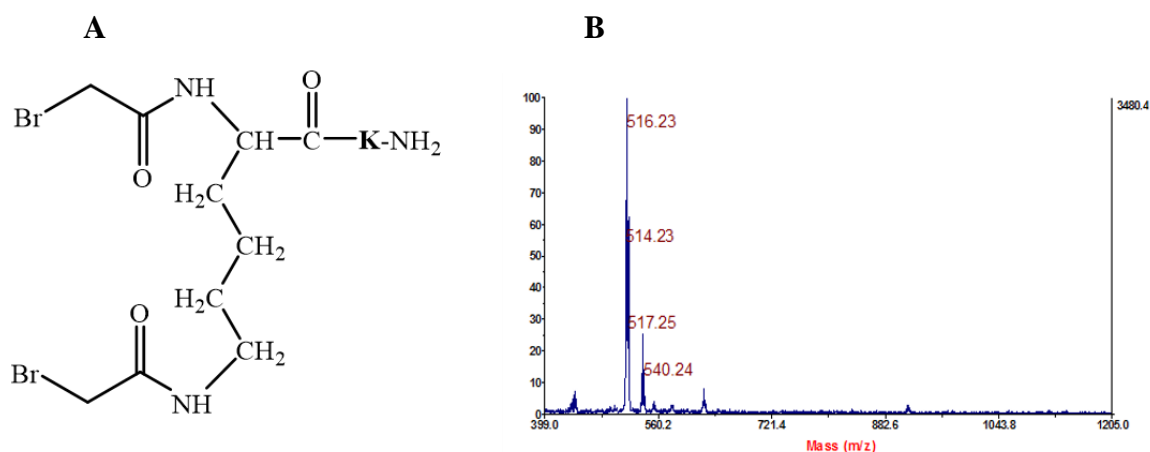 A
NH
O
Br
CH
C
K-NH2
O
H2C
CH2
H2C
O
CH2
Br
NH
B
100
90
80
70
60
50
40
30
20
10
0
3480.4
516.23
514.23
517.25
540.24
399.0
560.2
721.4
882.6
1043.8
1205.0
Mass (m/z)